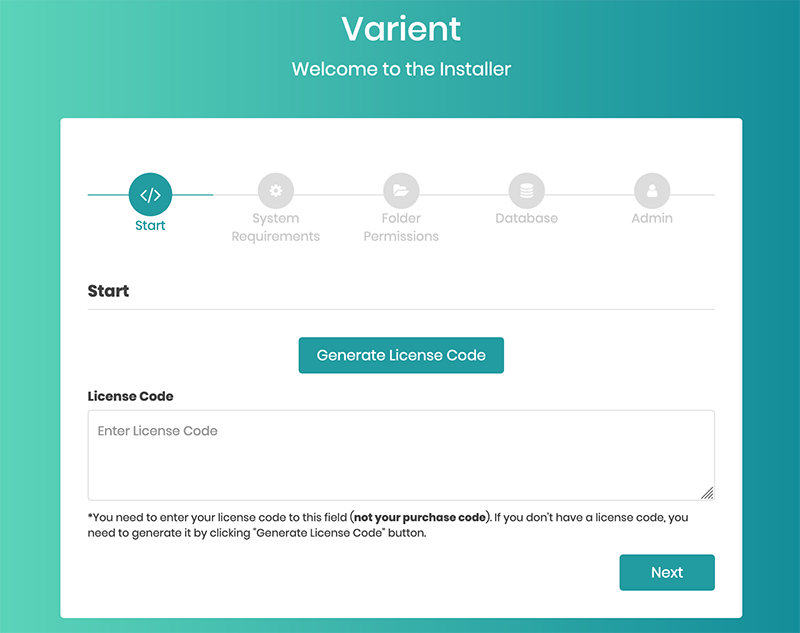 Varient
Welcome to the Installer
Start
System
Requirements
Folder
Permissions
Database
Admin
Start
Generate License Code
License Code
Enter License Code
*You need to enter your license code to this field (not your purchase code). If you don't have a license code, you
need to generate it by clicking "Generate License Code" button.
Next